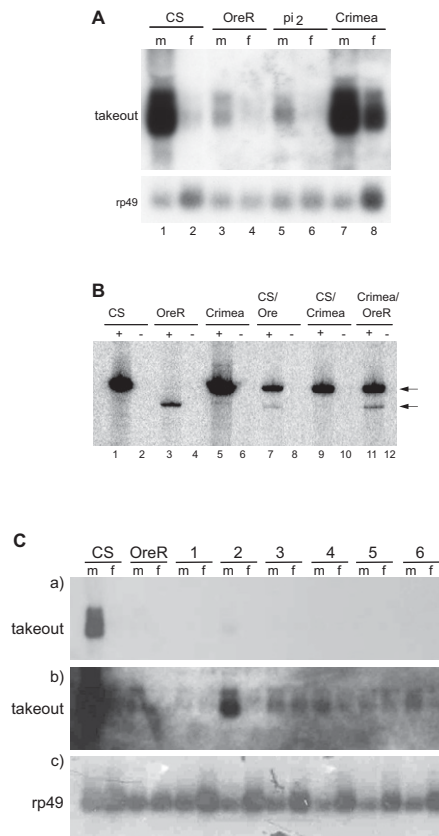 A
CS OreR pi 2 Crimea
m f m f m f m f
takeout
rp49
1 2 3 4 5 6 7 8
B
CS OreR Crimea CS/ Ore CS/ Crimea Crimea/ OreR
+ - + - + - + - + - + -
1 2 3 4 5 6 7 8 9 10 11 12
C
CS OreR 1 2 3 4 5 6
m f m f m f m f m f m f m f m f
a)
takeout
b)
takeout
c)
rp49